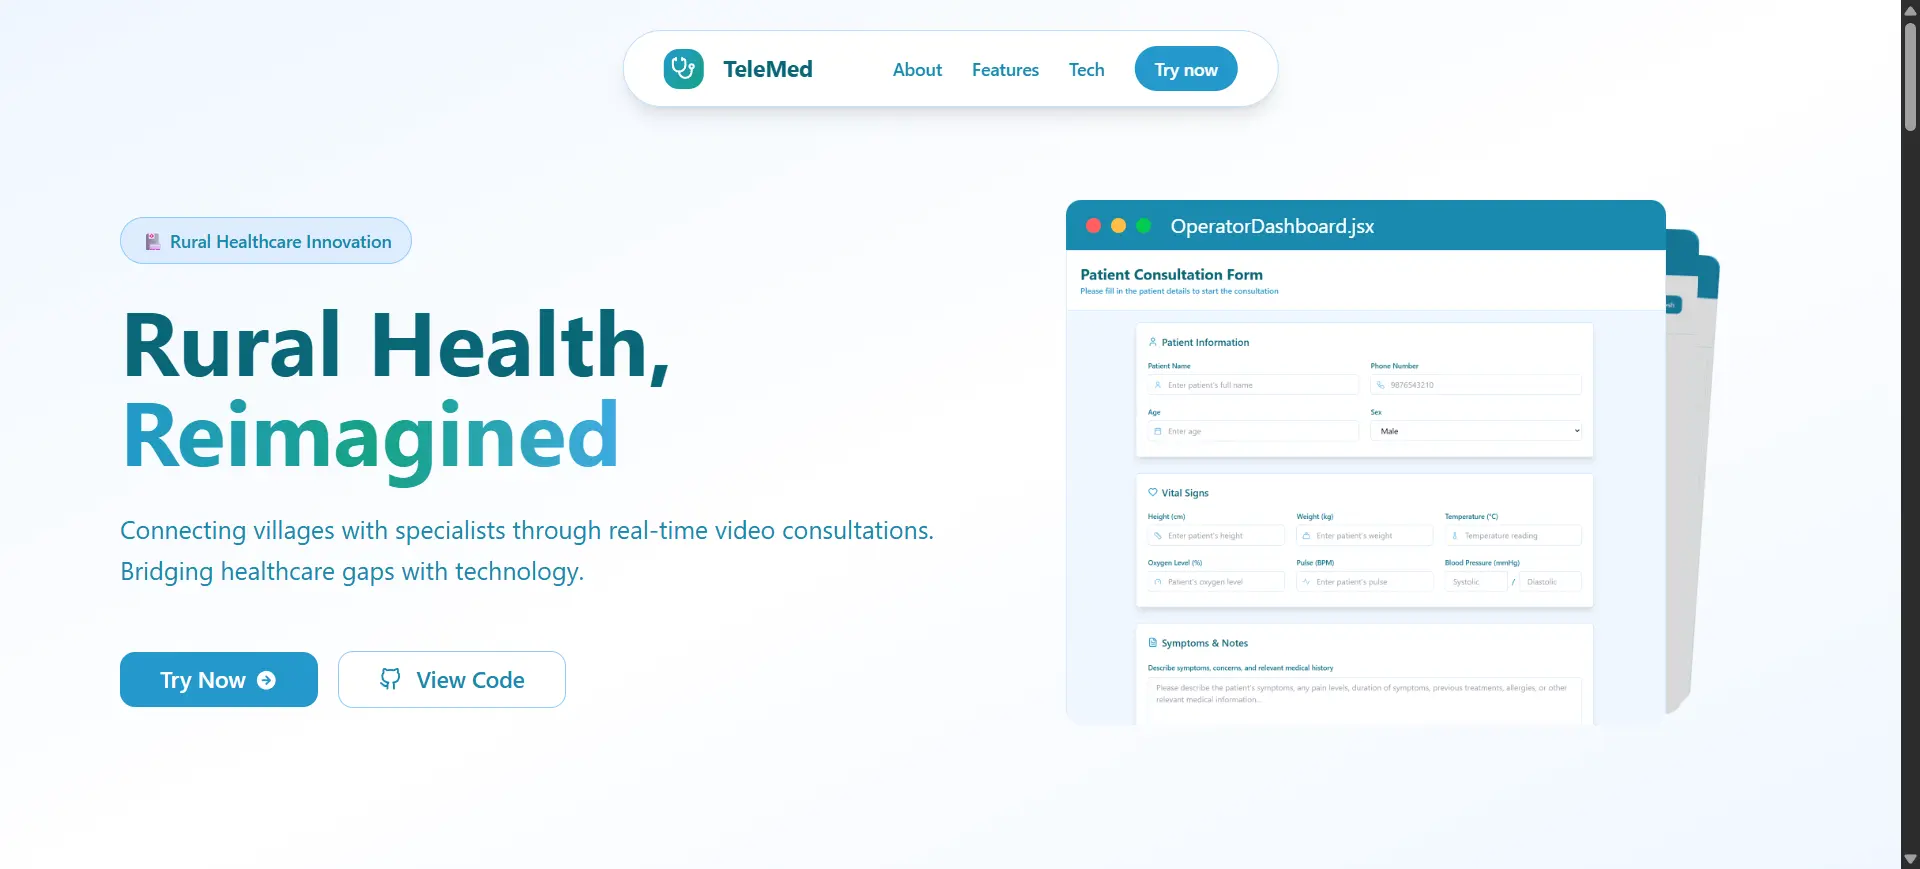 TeleMed
About
Features
Tech
Try now
Rural Healthcare Innovation
Rural Health,
Reimagined
Connecting villages with specialists through real-time video consultations.
Bridging healthcare gaps with technology.
Try Now
View Code
OperatorDashboard.jsx
Patient Consultation Form
Please fill in the patient details to start the consultation
Patient Information
Patient Name
Phone Number
Enter patient's full name
9876543210
Age
Sex
Enter age
Male
Vital Signs
Height (cm)
Weight (kg)
Temperature (°C)
Enter patient's height
Enter patient's weight
Temperature reading
Oxygen Level (%)
Pulse (BPM)
Blood Pressure (mmHg)
Patient's oxygen level
Enter patient's pulse
Systolic / Diastolic
Symptoms & Notes
Describe symptoms, concerns, and relevant medical history
Please describe the patient's symptoms, any pain levels, duration of symptoms, previous treatments, allergies, or other
relevant medical information...